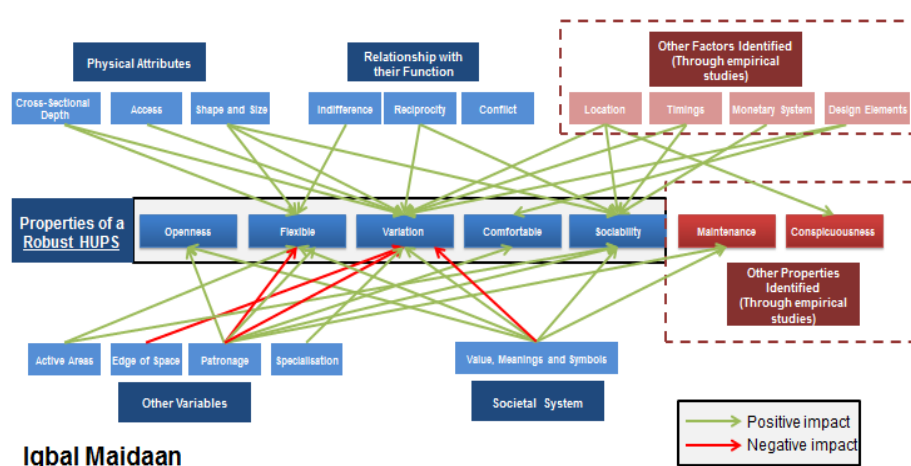 Physical Attributes
Relationship with
their Function
Other Factors Identified
(Through empirical
studies)
Cross-Sectional
Depth
Access
Shape and Size
Indifference
Reciprocity
Conflict
Location
Timings
Monetary System
Design Elements
Properties of a
Robust HUPS
Openness
Flexible
Variation
Comfortable
Sociability
Maintenance
Conspicuousness
Other Properties
Identified
(Through empirical
studies)
Active Areas
Edge of Space
Patronage
Specialisation
Value, Meanings and Symbols
Other Variables
Societal System
Positive impact
Negative impact
Iqbal Maidaan